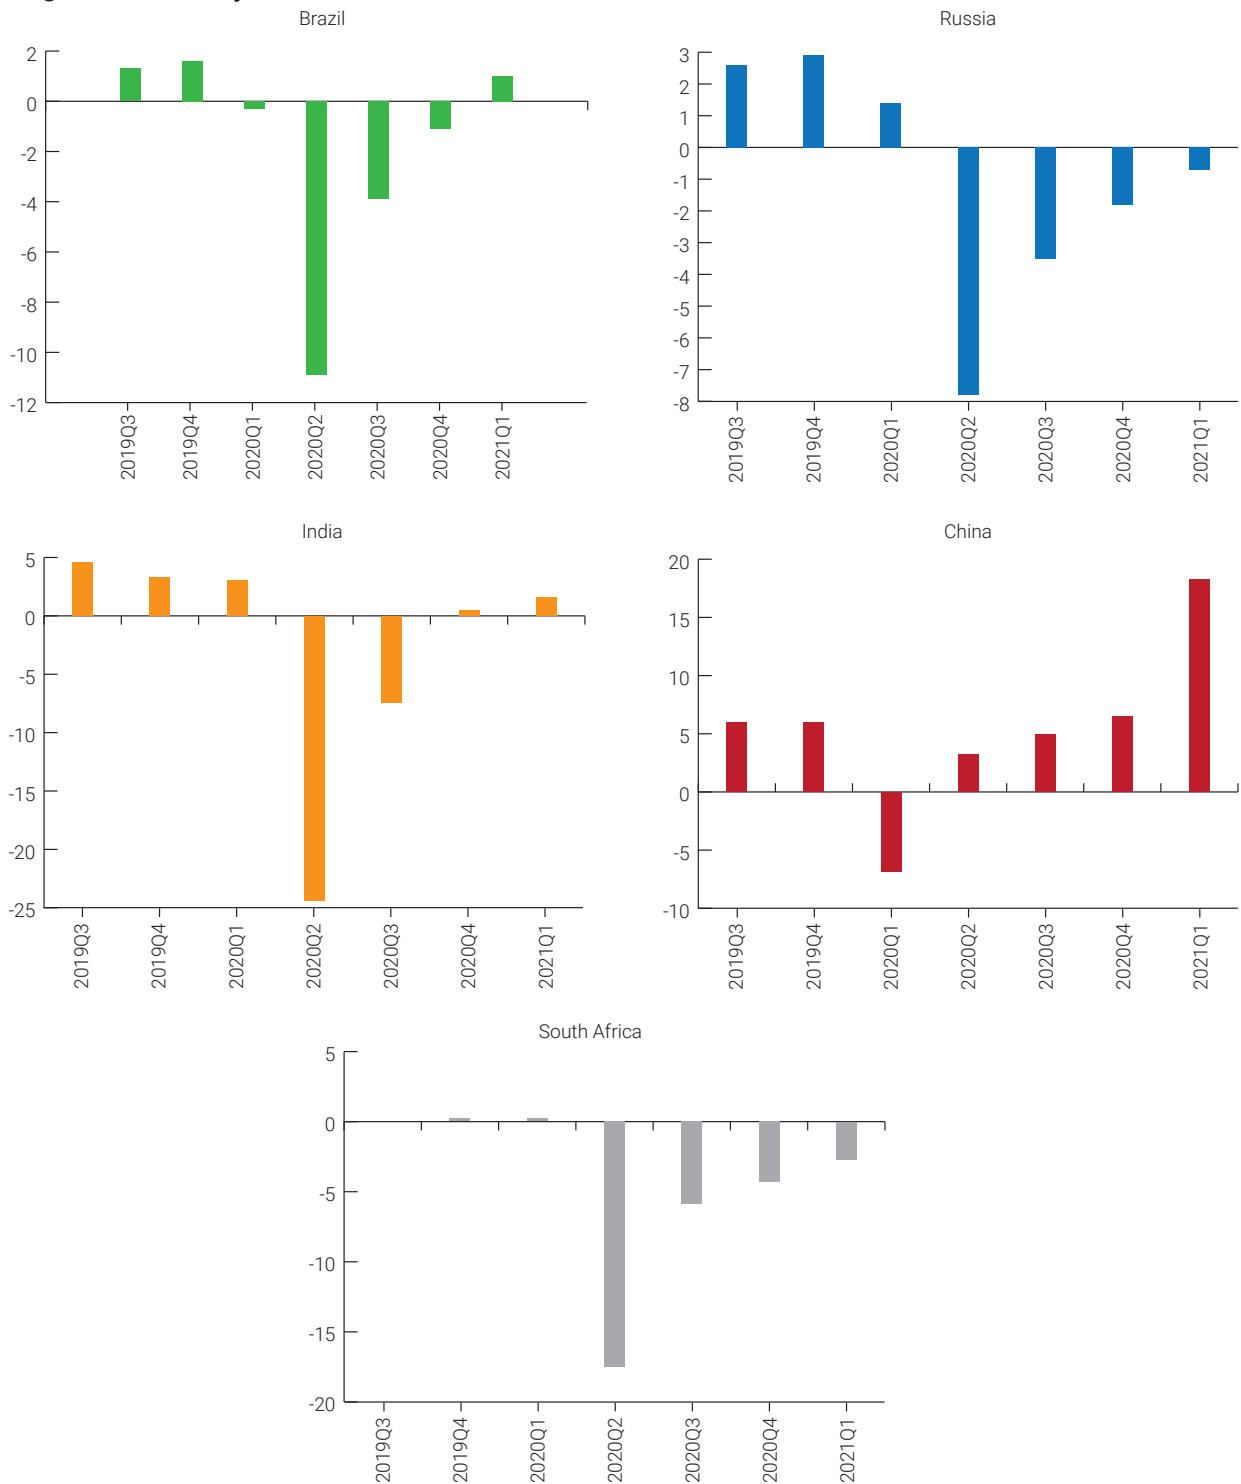 Brazil
2
0
-2
-4
-6
-8
-10
-12
2019Q3
2019Q4
2020Q1
2020Q2
2020Q3
2020Q4
2021Q1
Russia
3
2
1
0
-1
-2
-3
-4
-5
-6
-7
-8
2019Q3
2019Q4
2020Q1
2020Q2
2020Q3
2020Q4
2021Q1
India
5
0
-5
-10
-15
-20
-25
2019Q3
2019Q4
2020Q1
2020Q2
2020Q3
2020Q4
2021Q1
China
20
15
10
5
0
-5
-10
2019Q3
2019Q4
2020Q1
2020Q2
2020Q3
2020Q4
2021Q1
South Africa
5
0
-5
-10
-15
-20
2019Q3
2019Q4
2020Q1
2020Q2
2020Q3
2020Q4
2021Q1